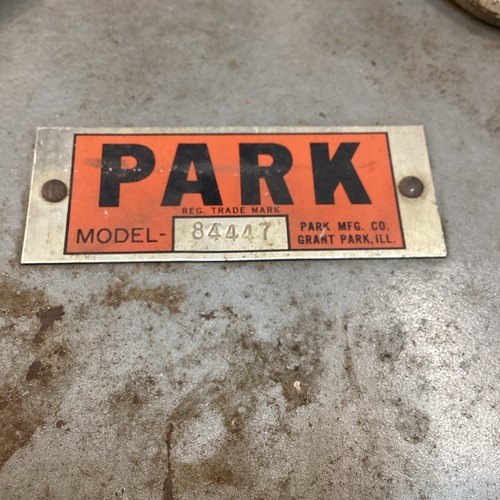 PARK
REG. TRADE MARK
MODEL- 84447
PARK MFG. CO.
GRANT PARK, ILL.